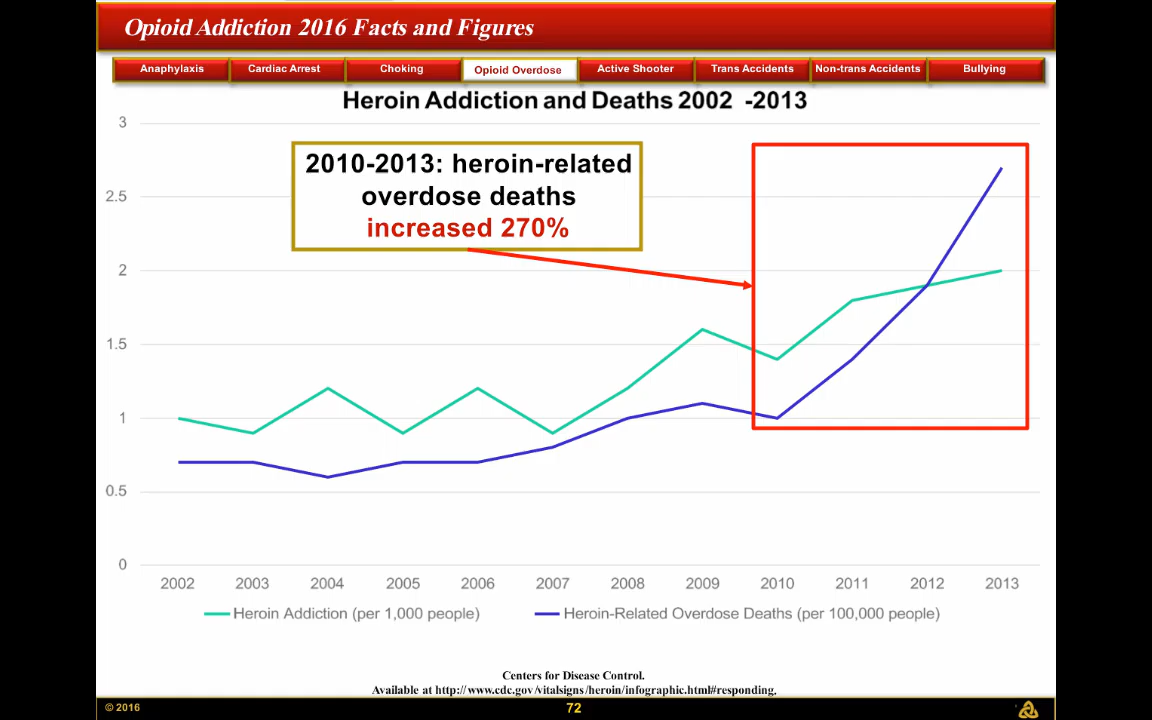 Opioid Addiction 2016 Facts and Figures
Anaphylaxis Cardiac Arrest Choking Opioid Overdose Active Shooter Trans Accidents Non-trans Accidents Bullying
Heroin Addiction and Deaths 2002 -2013
3
2010-2013: heroin-related
overdose deaths
increased 270%
2.5
2
1.5
1
0.5
0
2002 2003 2004 2005 2006 2007 2008 2009 2010 2011 2012 2013
Heroin Addiction (per 1,000 people) Heroin-Related Overdose Deaths (per 100,000 people)
Centers for Disease Control.
Available at http://www.cdc.gov/vitalsigns/heroin/infographic.html#responding.
© 2016 72